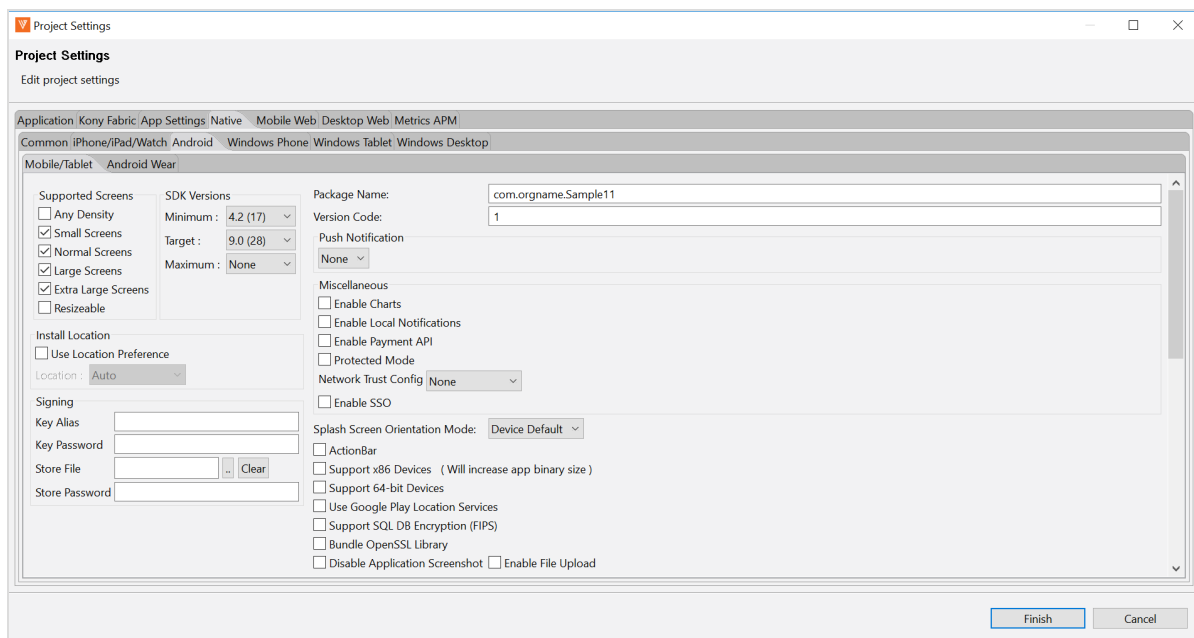 Project Settings
Project Settings
Edit project settings
Application Kony Fabric App Settings Native Mobile Web Desktop Web Metrics APM
Common iPhone/iPad/Watch Android Windows Phone Windows Tablet Windows Desktop
Mobile/Tablet Android Wear
Supported Screens
Any Density
Small Screens
Normal Screens
Large Screens
Extra Large Screens
Resizeable
SDK Versions
Minimum : 4.2 (17)
Target : 9.0 (28)
Maximum : None
Install Location
Use Location Preference
Location : Auto
Signing
Key Alias
Key Password
Store File .. Clear
Store Password
Package Name: com.orgname.Sample11
Version Code: 1
Push Notification
None
Miscellaneous
Enable Charts
Enable Local Notifications
Enable Payment API
Protected Mode
Network Trust Config None
Enable SSO
Splash Screen Orientation Mode: Device Default
ActionBar
Support x86 Devices ( Will increase app binary size )
Support 64-bit Devices
Use Google Play Location Services
Support SQL DB Encryption (FIPS)
Bundle OpenSSL Library
Disable Application Screenshot Enable File Upload
Finish Cancel